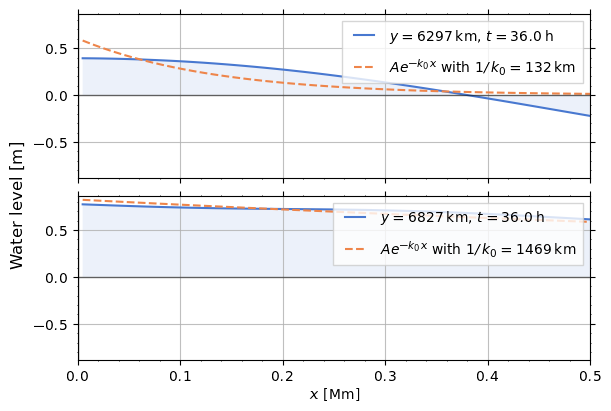 0.5
0.0
−0.5
y = 6297 km, t = 36.0 h
Ae^{−k₀x} with 1/k₀ = 132 km
Water level [m]
0.5
0.0
−0.5
y = 6827 km, t = 36.0 h
Ae^{−k₀x} with 1/k₀ = 1469 km
0.0 0.1 0.2 0.3 0.4 0.5
x [Mm]